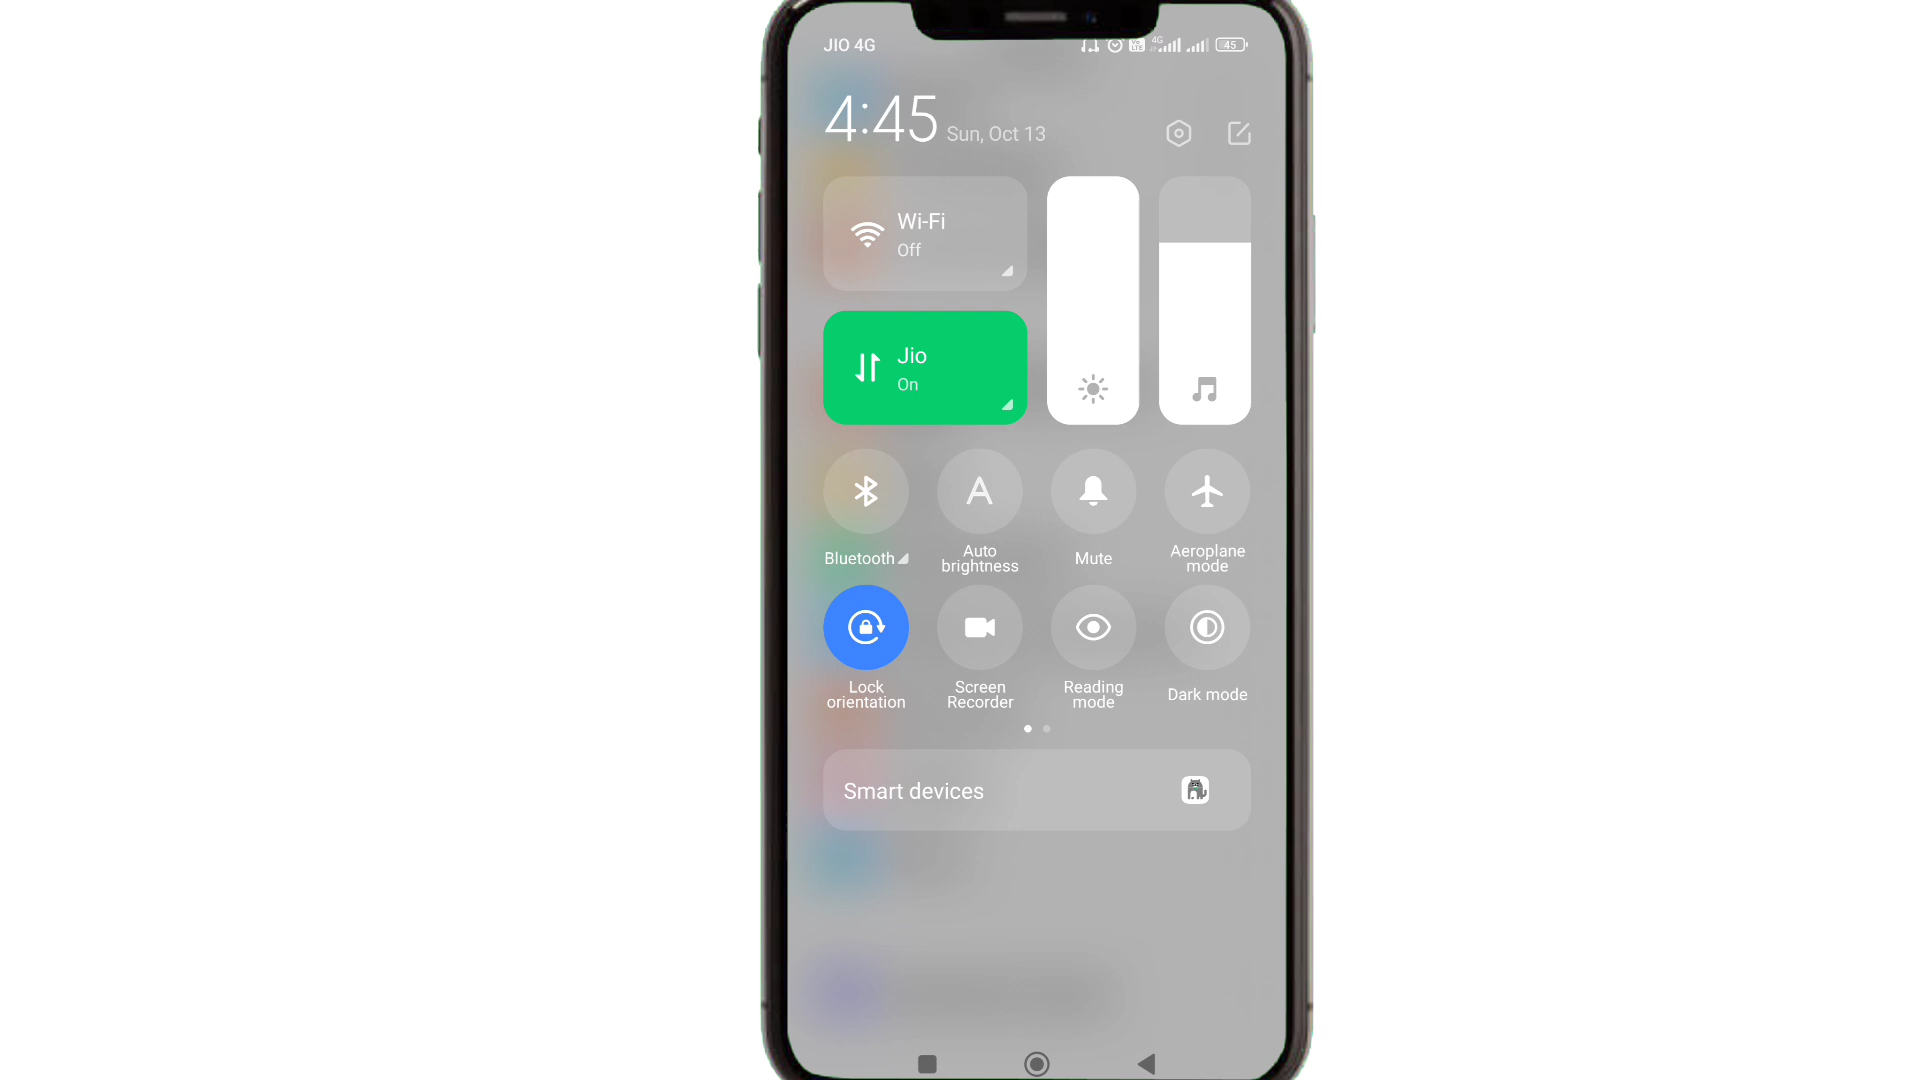 JIO 4G 4G 45
4:45 Sun, Oct 13
Wi-Fi
Off
Jio
On
Bluetooth
Auto
brightness
Mute
Aeroplane
mode
Lock
orientation
Screen
Recorder
Reading
mode
Dark mode
Smart devices